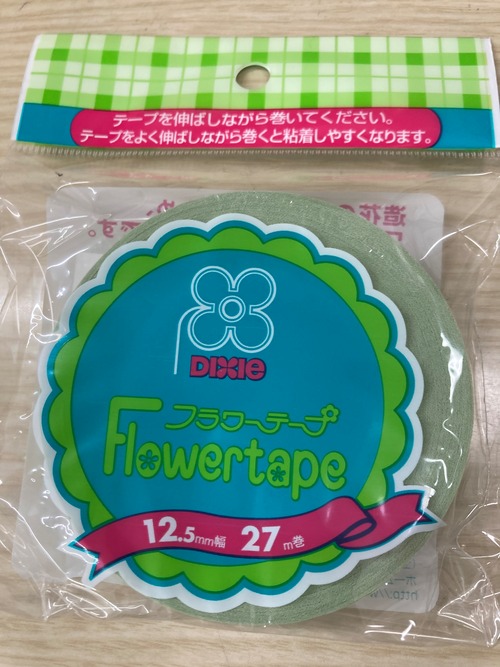 テープを伸ばしながら巻いてください。
テープをよく伸ばしながら巻くと粘着しやすくなります。
DIXIE
フラワーテープ
Flowertape
12.5mm幅 27m巻